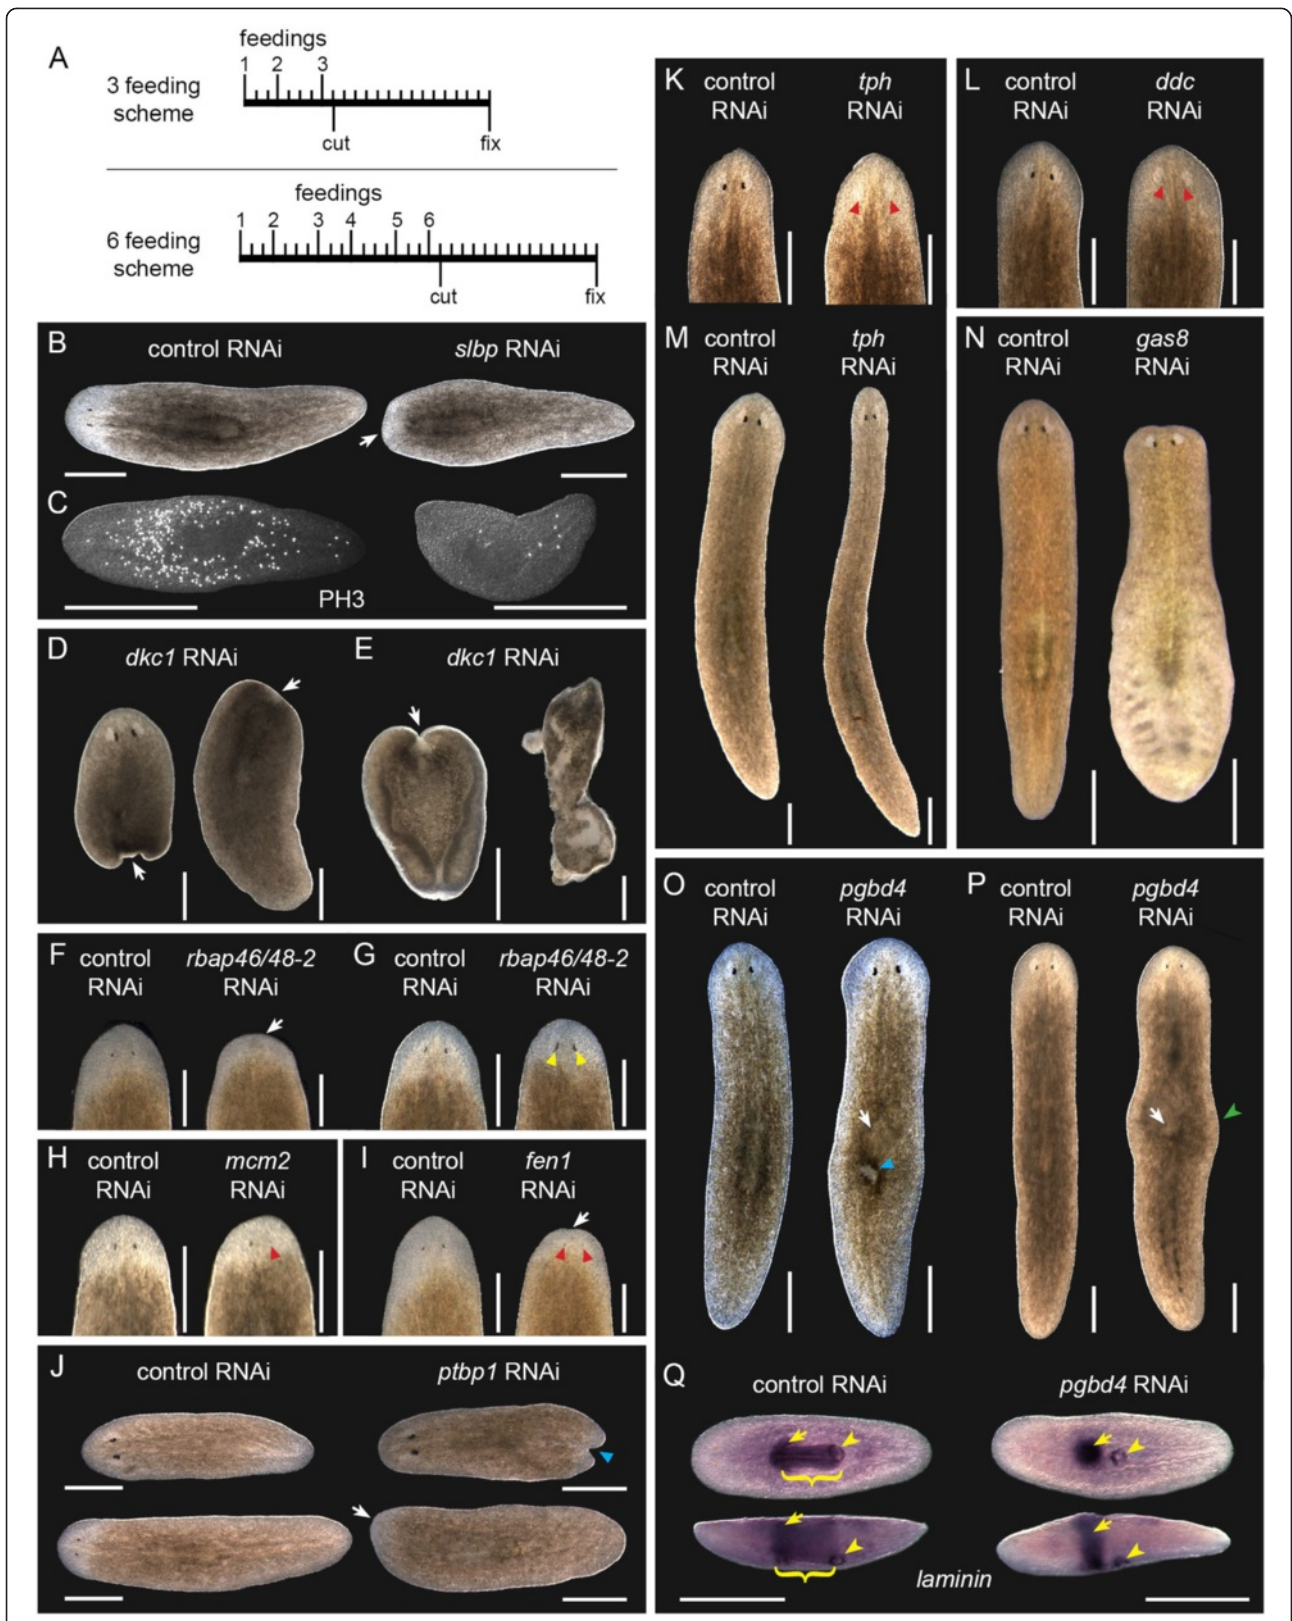 A
feedings
1 2 3
3 feeding
scheme
cut
fix
feedings
1 2 3 4 5 6
6 feeding
scheme
cut
fix
B
control RNAi
slbp RNAi
C
PH3
D
dkc1 RNAi
E
dkc1 RNAi
F
control
RNAi
rbap46/48-2
RNAi
G
control
RNAi
rbap46/48-2
RNAi
H
control
RNAi
mcm2
RNAi
I
control
RNAi
fen1
RNAi
J
control RNAi
ptbp1 RNAi
K
control
RNAi
tph
RNAi
L
control
RNAi
ddc
RNAi
M
control
RNAi
tph
RNAi
N
control
RNAi
gas8
RNAi
O
control
RNAi
pgbd4
RNAi
P
control
RNAi
pgbd4
RNAi
Q
control RNAi
pgbd4 RNAi
laminin